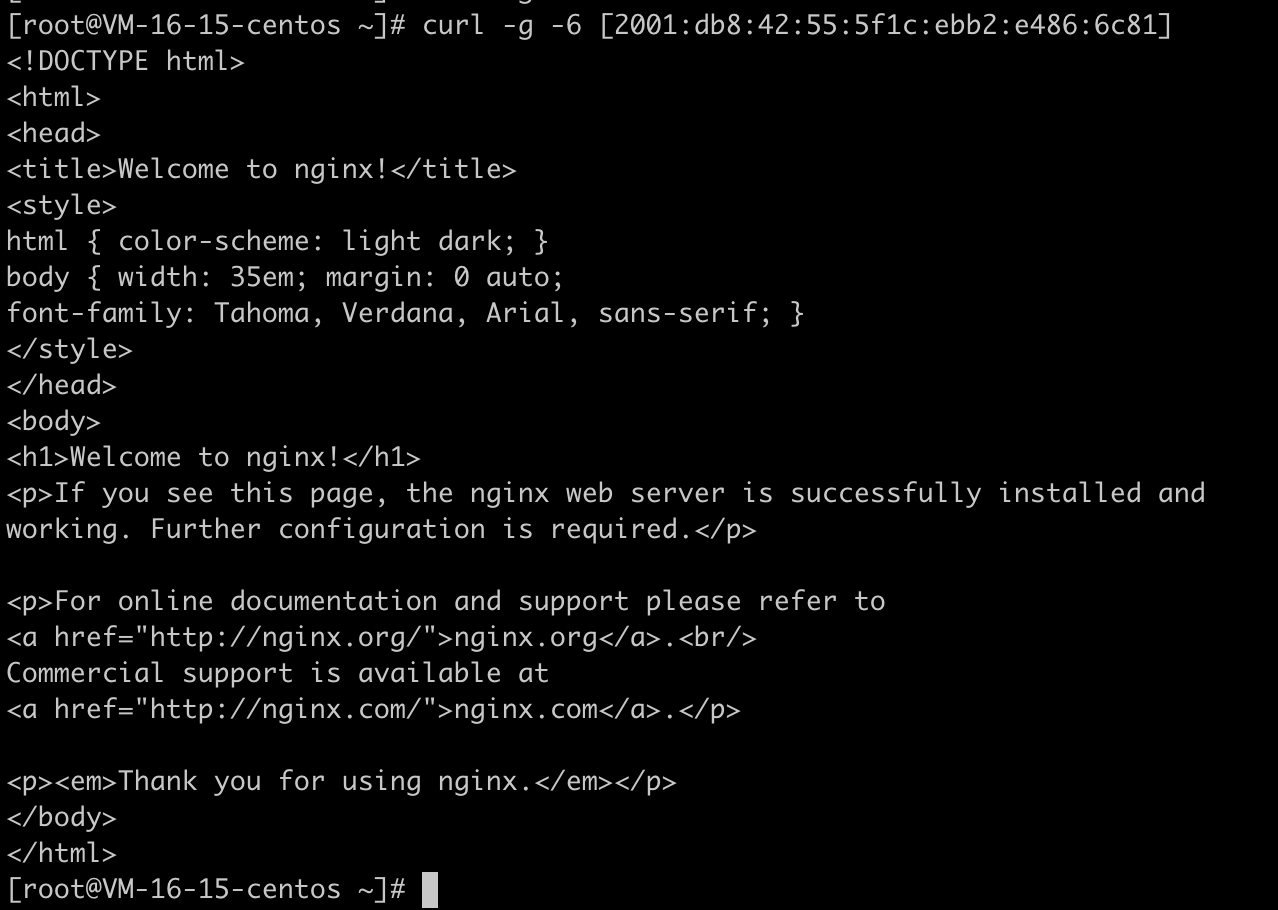 [root@VM-16-15-centos ~]# curl -g -6 [2001:db8:42:55:5f1c:ebb2:e486:6c81]
<!DOCTYPE html>
<html>
<head>
<title>Welcome to nginx!</title>
<style>
html { color-scheme: light dark; }
body { width: 35em; margin: 0 auto;
font-family: Tahoma, Verdana, Arial, sans-serif; }
</style>
</head>
<body>
<h1>Welcome to nginx!</h1>
<p>If you see this page, the nginx web server is successfully installed and
working. Further configuration is required.</p>

<p>For online documentation and support please refer to
<a href="http://nginx.org/">nginx.org</a>.<br/>
Commercial support is available at
<a href="http://nginx.com/">nginx.com</a>.</p>

<p><em>Thank you for using nginx.</em></p>
</body>
</html>
[root@VM-16-15-centos ~]#